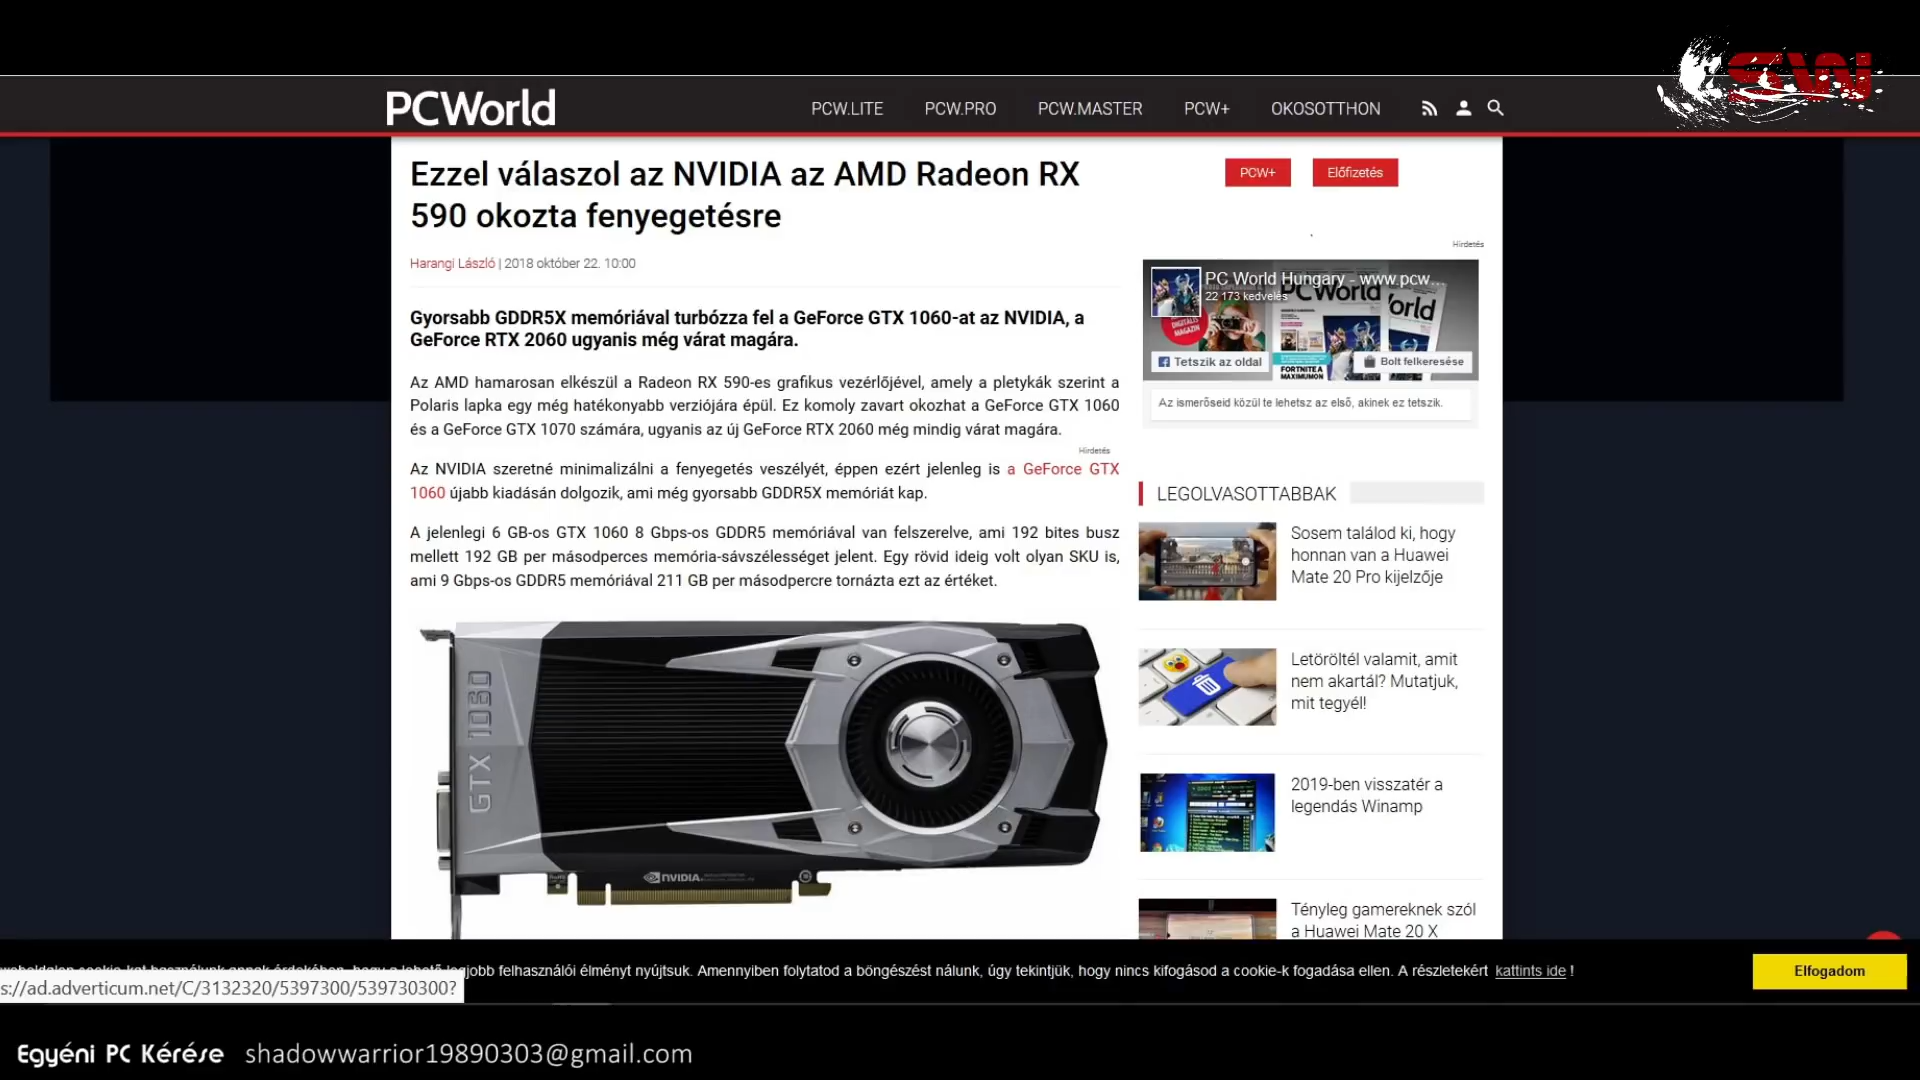 SW
PCWorld
PCW.LITE PCW.PRO PCW.MASTER PCW+ OKOSOTTHON
Ezzel válaszol az NVIDIA az AMD Radeon RX
590 okozta fenyegetésre
Harangi László | 2018 október 22. 10:00
Gyorsabb GDDR5X memóriával turbózza fel a GeForce GTX 1060-at az NVIDIA, a
GeForce RTX 2060 ugyanis még várat magára.
Az AMD hamarosan elkészül a Radeon RX 590-es grafikus vezérlőjével, amely a pletykák szerint a
Polaris lapka egy még hatékonyabb verziójára épül. Ez komoly zavart okozhat a GeForce GTX 1060
és a GeForce GTX 1070 számára, ugyanis az új GeForce RTX 2060 még mindig várat magára.
Hirdetés
Az NVIDIA szeretné minimalizálni a fenyegetés veszélyét, éppen ezért jelenleg is a GeForce GTX
1060 újabb kiadásán dolgozik, ami még gyorsabb GDDR5X memóriát kap.
A jelenlegi 6 GB-os GTX 1060 8 Gbps-os GDDR5 memóriával van felszerelve, ami 192 bites busz
mellett 192 GB per másodperces memória-sávszélességet jelent. Egy rövid ideig volt olyan SKU is,
ami 9 Gbps-os GDDR5 memóriával 211 GB per másodpercre tornázta ezt az értéket.
GTX 1060
NVIDIA
PCW+ Előfizetés
Hirdetés
PC World Hungary - www.pcw...
22 173 kedvelés
PCWorld
World
DIGITÁLIS
MAGAZIN
FORTNITE A
MAXIMUMON
Tetszik az oldal
Bolt felkeresése
Az ismerőseid közül te lehetsz az első, akinek ez tetszik.
LEGOLVASOTTABBAK
Sosem találod ki, hogy
honnan van a Huawei
Mate 20 Pro kijelzője
Letöröltél valamit, amit
nem akartál? Mutatjuk,
mit tegyél!
2019-ben visszatér a
legendás Winamp
Tényleg gamereknek szól
a Huawei Mate 20 X
legjobb felhasználói élményt nyújtsuk. Amennyiben folytatod a böngészést nálunk, úgy tekintjük, hogy nincs kifogásod a cookie-k fogadása ellen. A részletekért kattints ide !
Elfogadom
s://ad.adverticum.net/C/3132320/5397300/539730300?
Egyéni PC Kérése shadowwarrior19890303@gmail.com